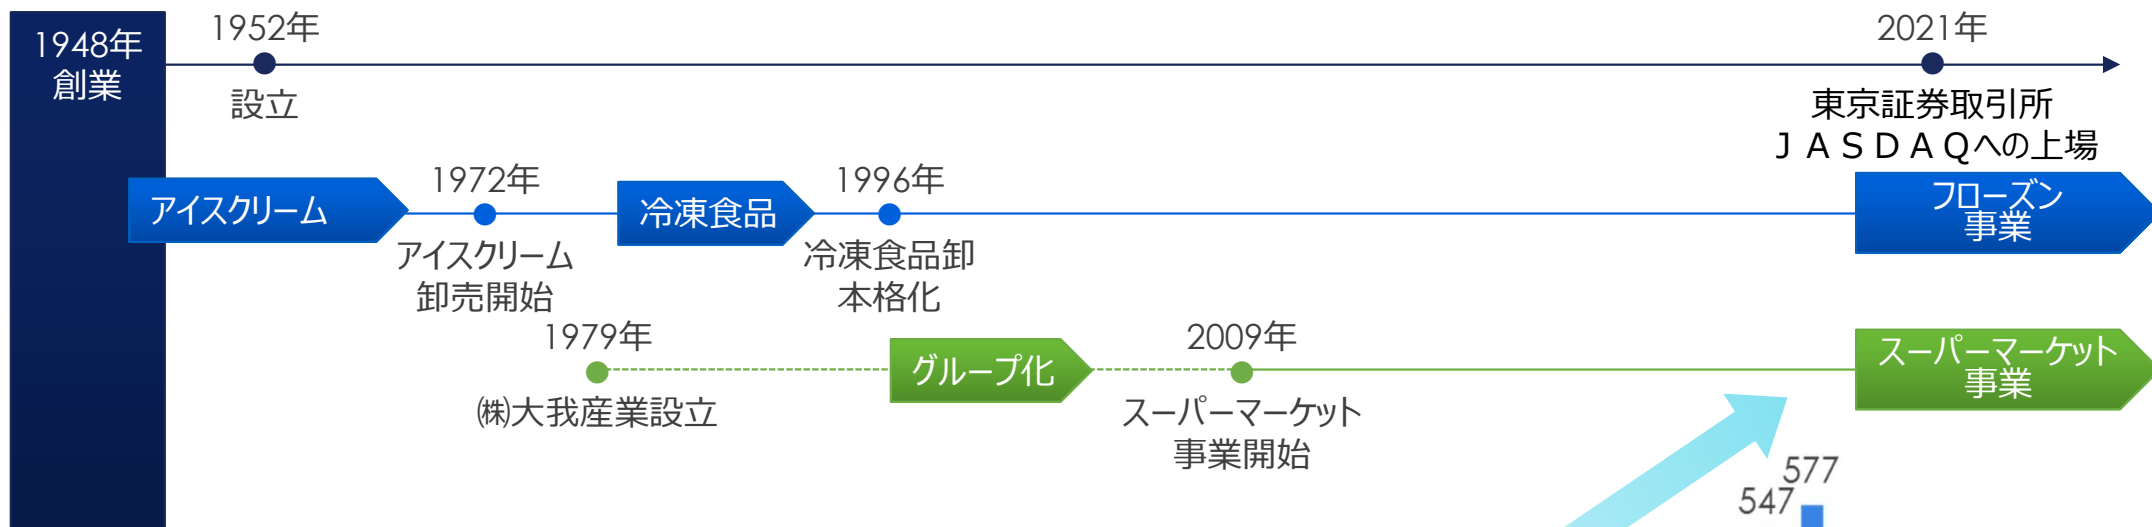 1948年
創業
1952年
設立
2021年
東京証券取引所
ＪＡＳＤＡＱへの上場
アイスクリーム
1972年
アイスクリーム
卸売開始
冷凍食品
1996年
冷凍食品卸
本格化
フローズン
事業
1979年
㈱大我産業設立
グループ化
2009年
スーパーマーケット
事業開始
スーパーマーケット
事業
577
547